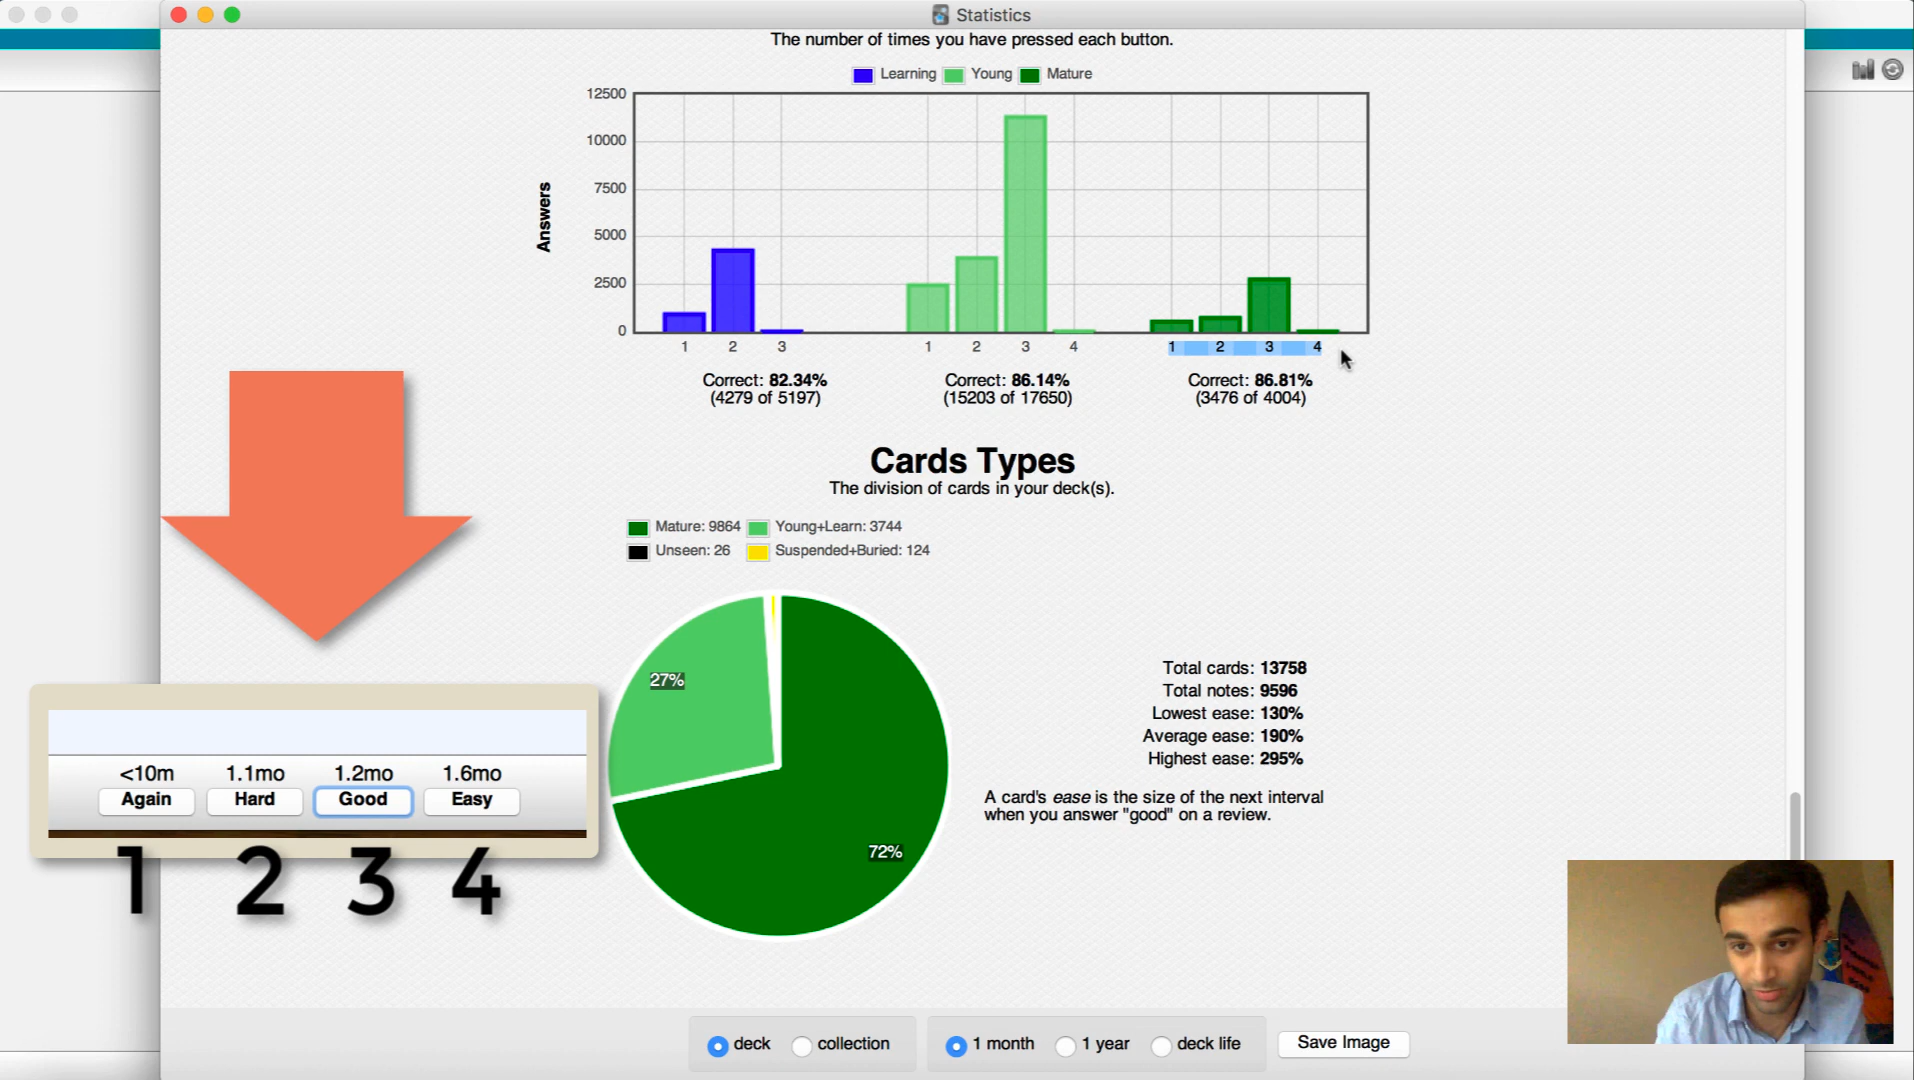 Statistics
The number of times you have pressed each button.
Learning Young Mature
12500
10000
7500
5000
2500
0
Answers
1 2 3 1 2 3 4 1 2 3 4
Correct: 82.34% Correct: 86.14% Correct: 86.81%
(4279 of 5197) (15203 of 17650) (3476 of 4004)
Cards Types
The division of cards in your deck(s).
Mature: 9864 Young+Learn: 3744
Unseen: 26 Suspended+Buried: 124
27%
72%
Total cards: 13758
Total notes: 9596
Lowest ease: 130%
Average ease: 190%
Highest ease: 295%
A card's ease is the size of the next interval
when you answer "good" on a review.
<10m 1.1mo 1.2mo 1.6mo
Again Hard Good Easy
1 2 3 4
deck collection 1 month 1 year deck life Save Image